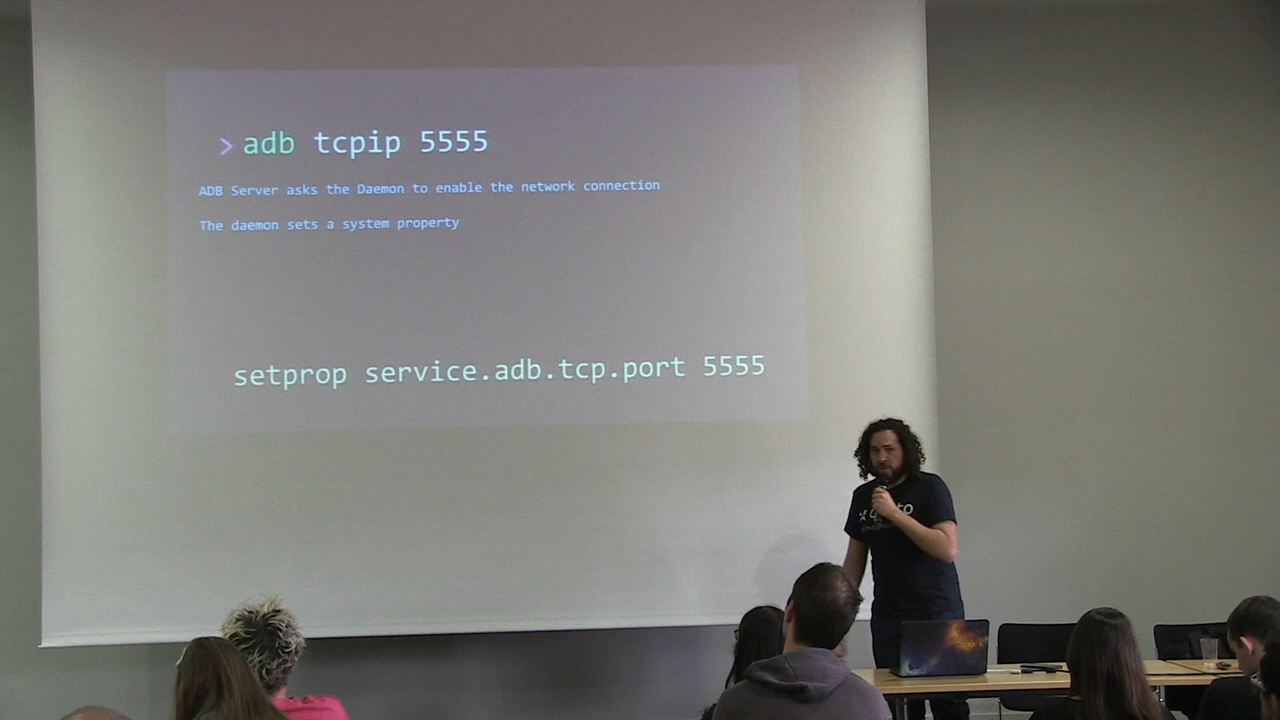 > adb tcpip 5555
ADB Server asks the Daemon to enable the network connection
The daemon sets a system property
setprop service.adb.tcp.port 5555